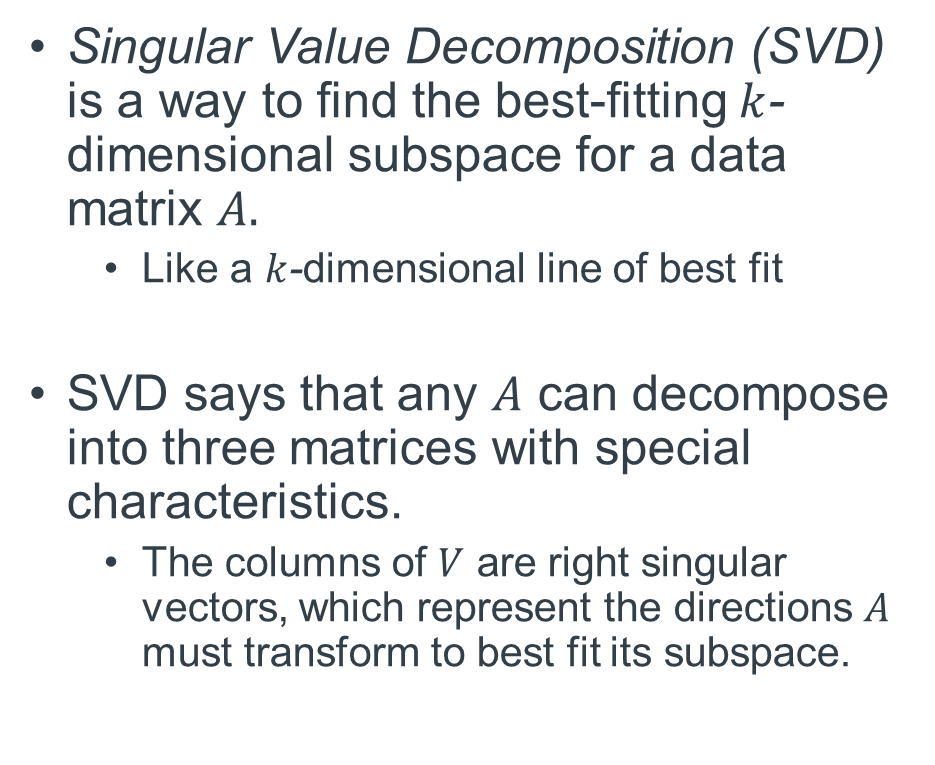 • Singular Value Decomposition (SVD)
is a way to find the best-fitting k-
dimensional subspace for a data
matrix A.
• Like a k-dimensional line of best fit
• SVD says that any A can decompose
into three matrices with special
characteristics.
• The columns of V are right singular
vectors, which represent the directions A
must transform to best fit its subspace.